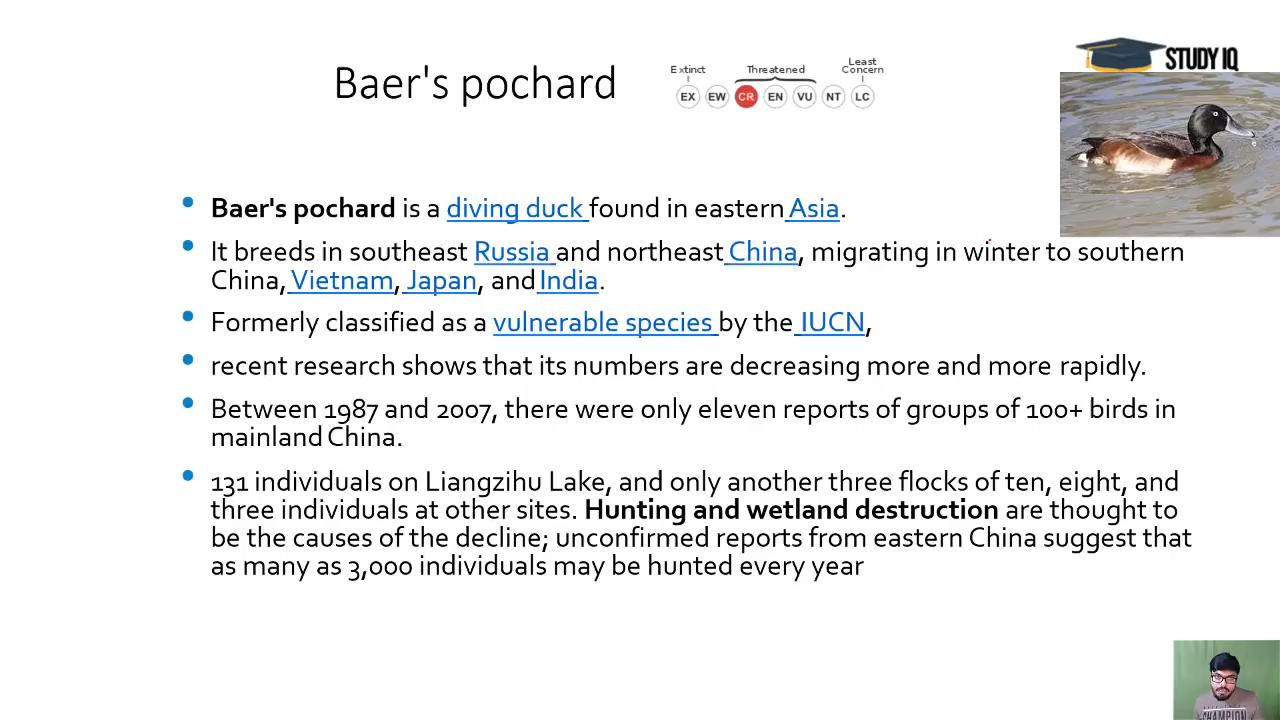 Baer's pochard
Extinct
Threatened
Least
Concern
EX EW CR EN VU NT LC
STUDY IQ
• Baer's pochard is a diving duck found in eastern Asia.
• It breeds in southeast Russia and northeast China, migrating in winter to southern
China, Vietnam, Japan, and India.
• Formerly classified as a vulnerable species by the IUCN,
• recent research shows that its numbers are decreasing more and more rapidly.
• Between 1987 and 2007, there were only eleven reports of groups of 100+ birds in
mainland China.
• 131 individuals on Liangzihu Lake, and only another three flocks of ten, eight, and
three individuals at other sites. Hunting and wetland destruction are thought to
be the causes of the decline; unconfirmed reports from eastern China suggest that
as many as 3,000 individuals may be hunted every year
CHAMPION